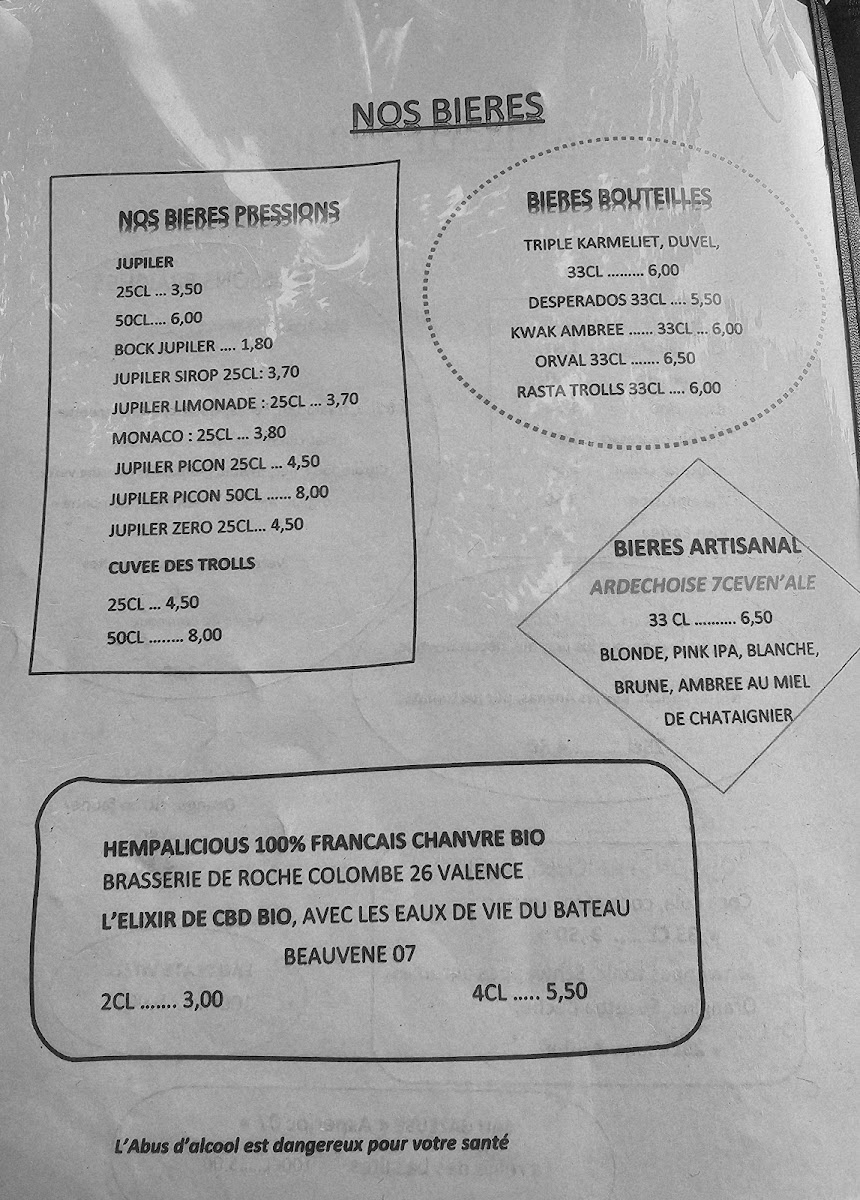 NOS BIERES
NOS BIERES PRESSIONS
JUPILER
25CL ... 3,50
50CL.... 6,00
BOCK JUPILER .... 1,80
JUPILER SIROP 25CL: 3,70
JUPILER LIMONADE : 25CL ... 3,70
MONACO : 25CL ... 3,80
JUPILER PICON 25CL ... 4,50
JUPILER PICON 50CL ...... 8,00
JUPILER ZERO 25CL... 4,50
CUVEE DES TROLLS
25CL ... 4,50
50CL ........ 8,00
BIERES BOUTEILLES
TRIPLE KARMELIET, DUVEL,
33CL ......... 6,00
DESPERADOS 33CL .... 5,50
KWAK AMBREE ...... 33CL ... 6,00
ORVAL 33CL ....... 6,50
RASTA TROLLS 33CL .... 6,00
BIERES ARTISANAL
ARDECHOISE 7CEVEN'ALE
33 CL .......... 6,50
BLONDE, PINK IPA, BLANCHE,
BRUNE, AMBREE AU MIEL
DE CHATAIGNIER
HEMPALICIOUS 100% FRANCAIS CHANVRE BIO
BRASSERIE DE ROCHE COLOMBE 26 VALENCE
L'ELIXIR DE CBD BIO, AVEC LES EAUX DE VIE DU BATEAU
BEAUVENE 07
2CL ....... 3,00 4CL ..... 5,50
L'Abus d'alcool est dangereux pour votre santé